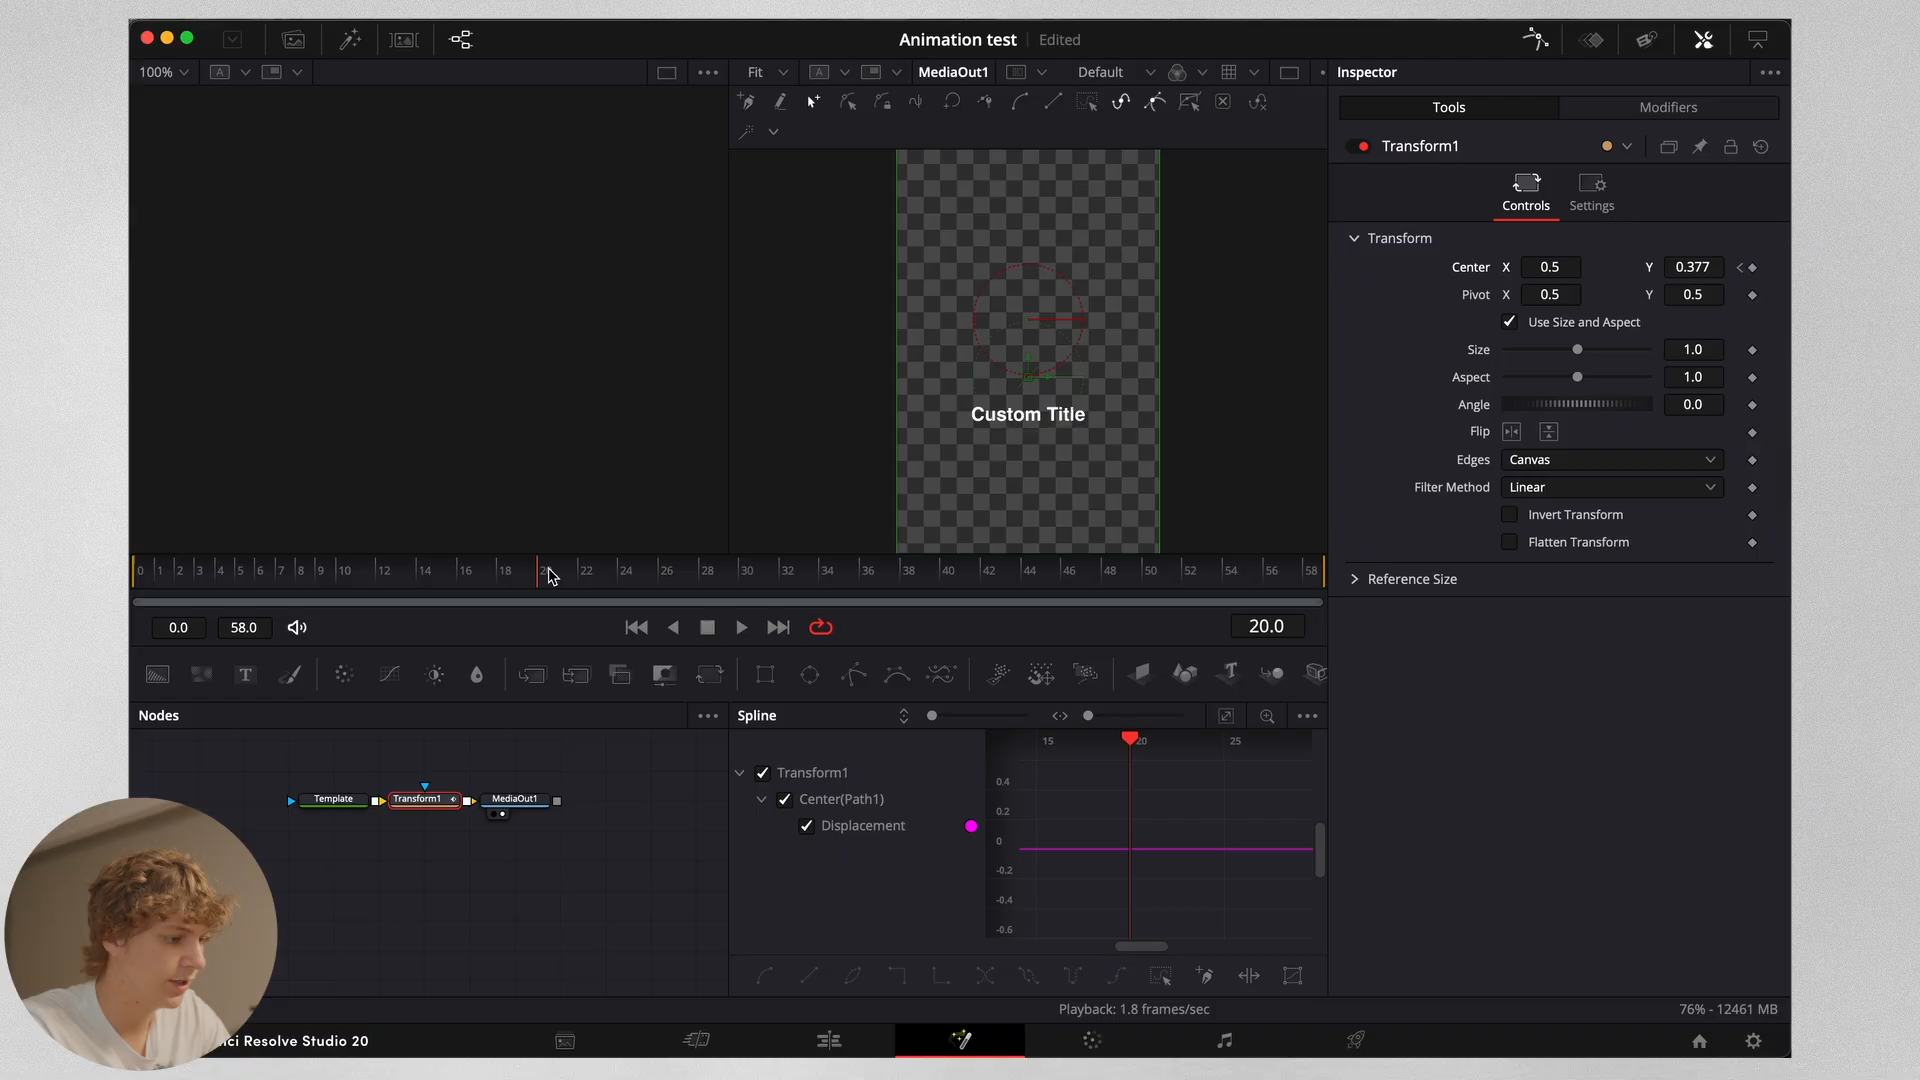 Animation test Edited
100% A Fit A MediaOut1 Default Inspector
Tools Modifiers
Transform1
Controls Settings
Transform
Center X 0.5 Y 0.377
Pivot X 0.5 Y 0.5
Use Size and Aspect
Size 1.0
Aspect 1.0
Angle 0.0
Flip
Edges Canvas
Filter Method Linear
Invert Transform
Flatten Transform
Reference Size
Custom Title
0 1 2 3 4 5 6 7 8 9 10 12 14 16 18 20 22 24 26 28 30 32 34 36 38 40 42 44 46 48 50 52 54 56 58
0.0 58.0 20.0
T T
Nodes Spline
15 20 25
Transform1
Center(Path1)
Displacement
0.4
0.2
0
-0.2
-0.4
-0.6
Template Transform1 MediaOut1
Playback: 1.8 frames/sec 76% - 12461 MB
ci Resolve Studio 20